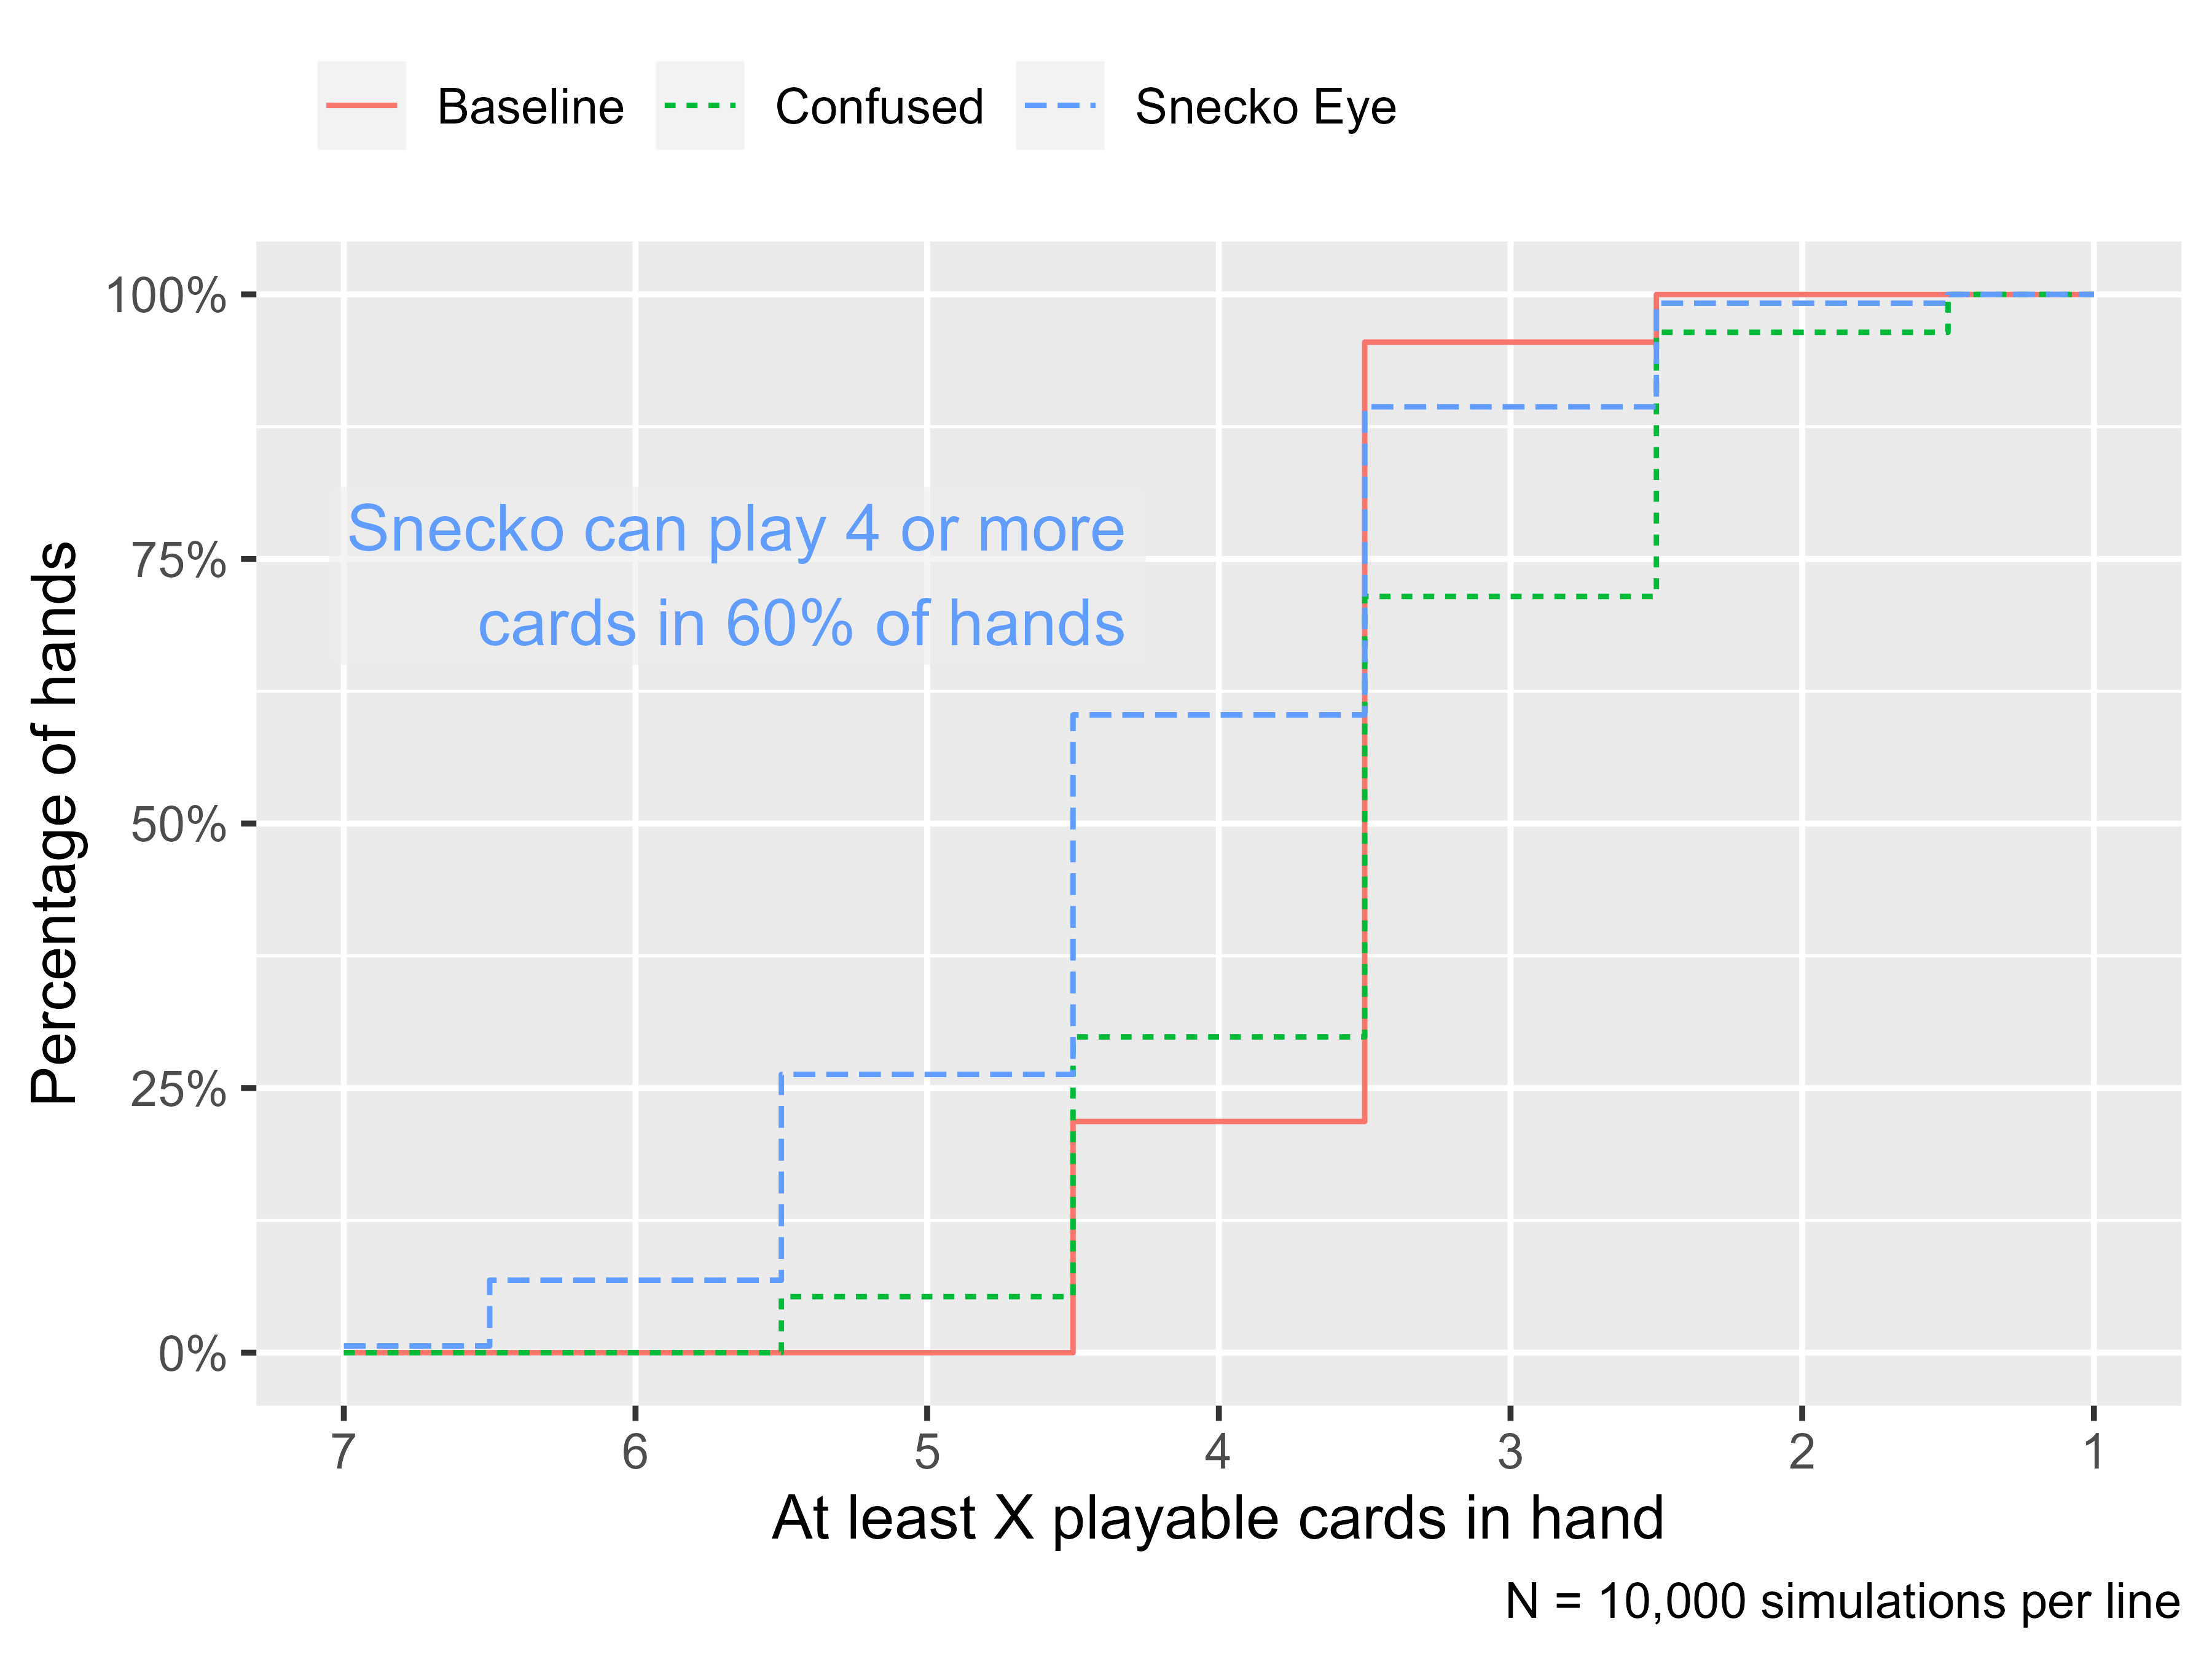 Baseline Confused Snecko Eye
100%
75%
50%
25%
0%
Percentage of hands
Snecko can play 4 or more
cards in 60% of hands
7 6 5 4 3 2 1
At least X playable cards in hand
N = 10,000 simulations per line